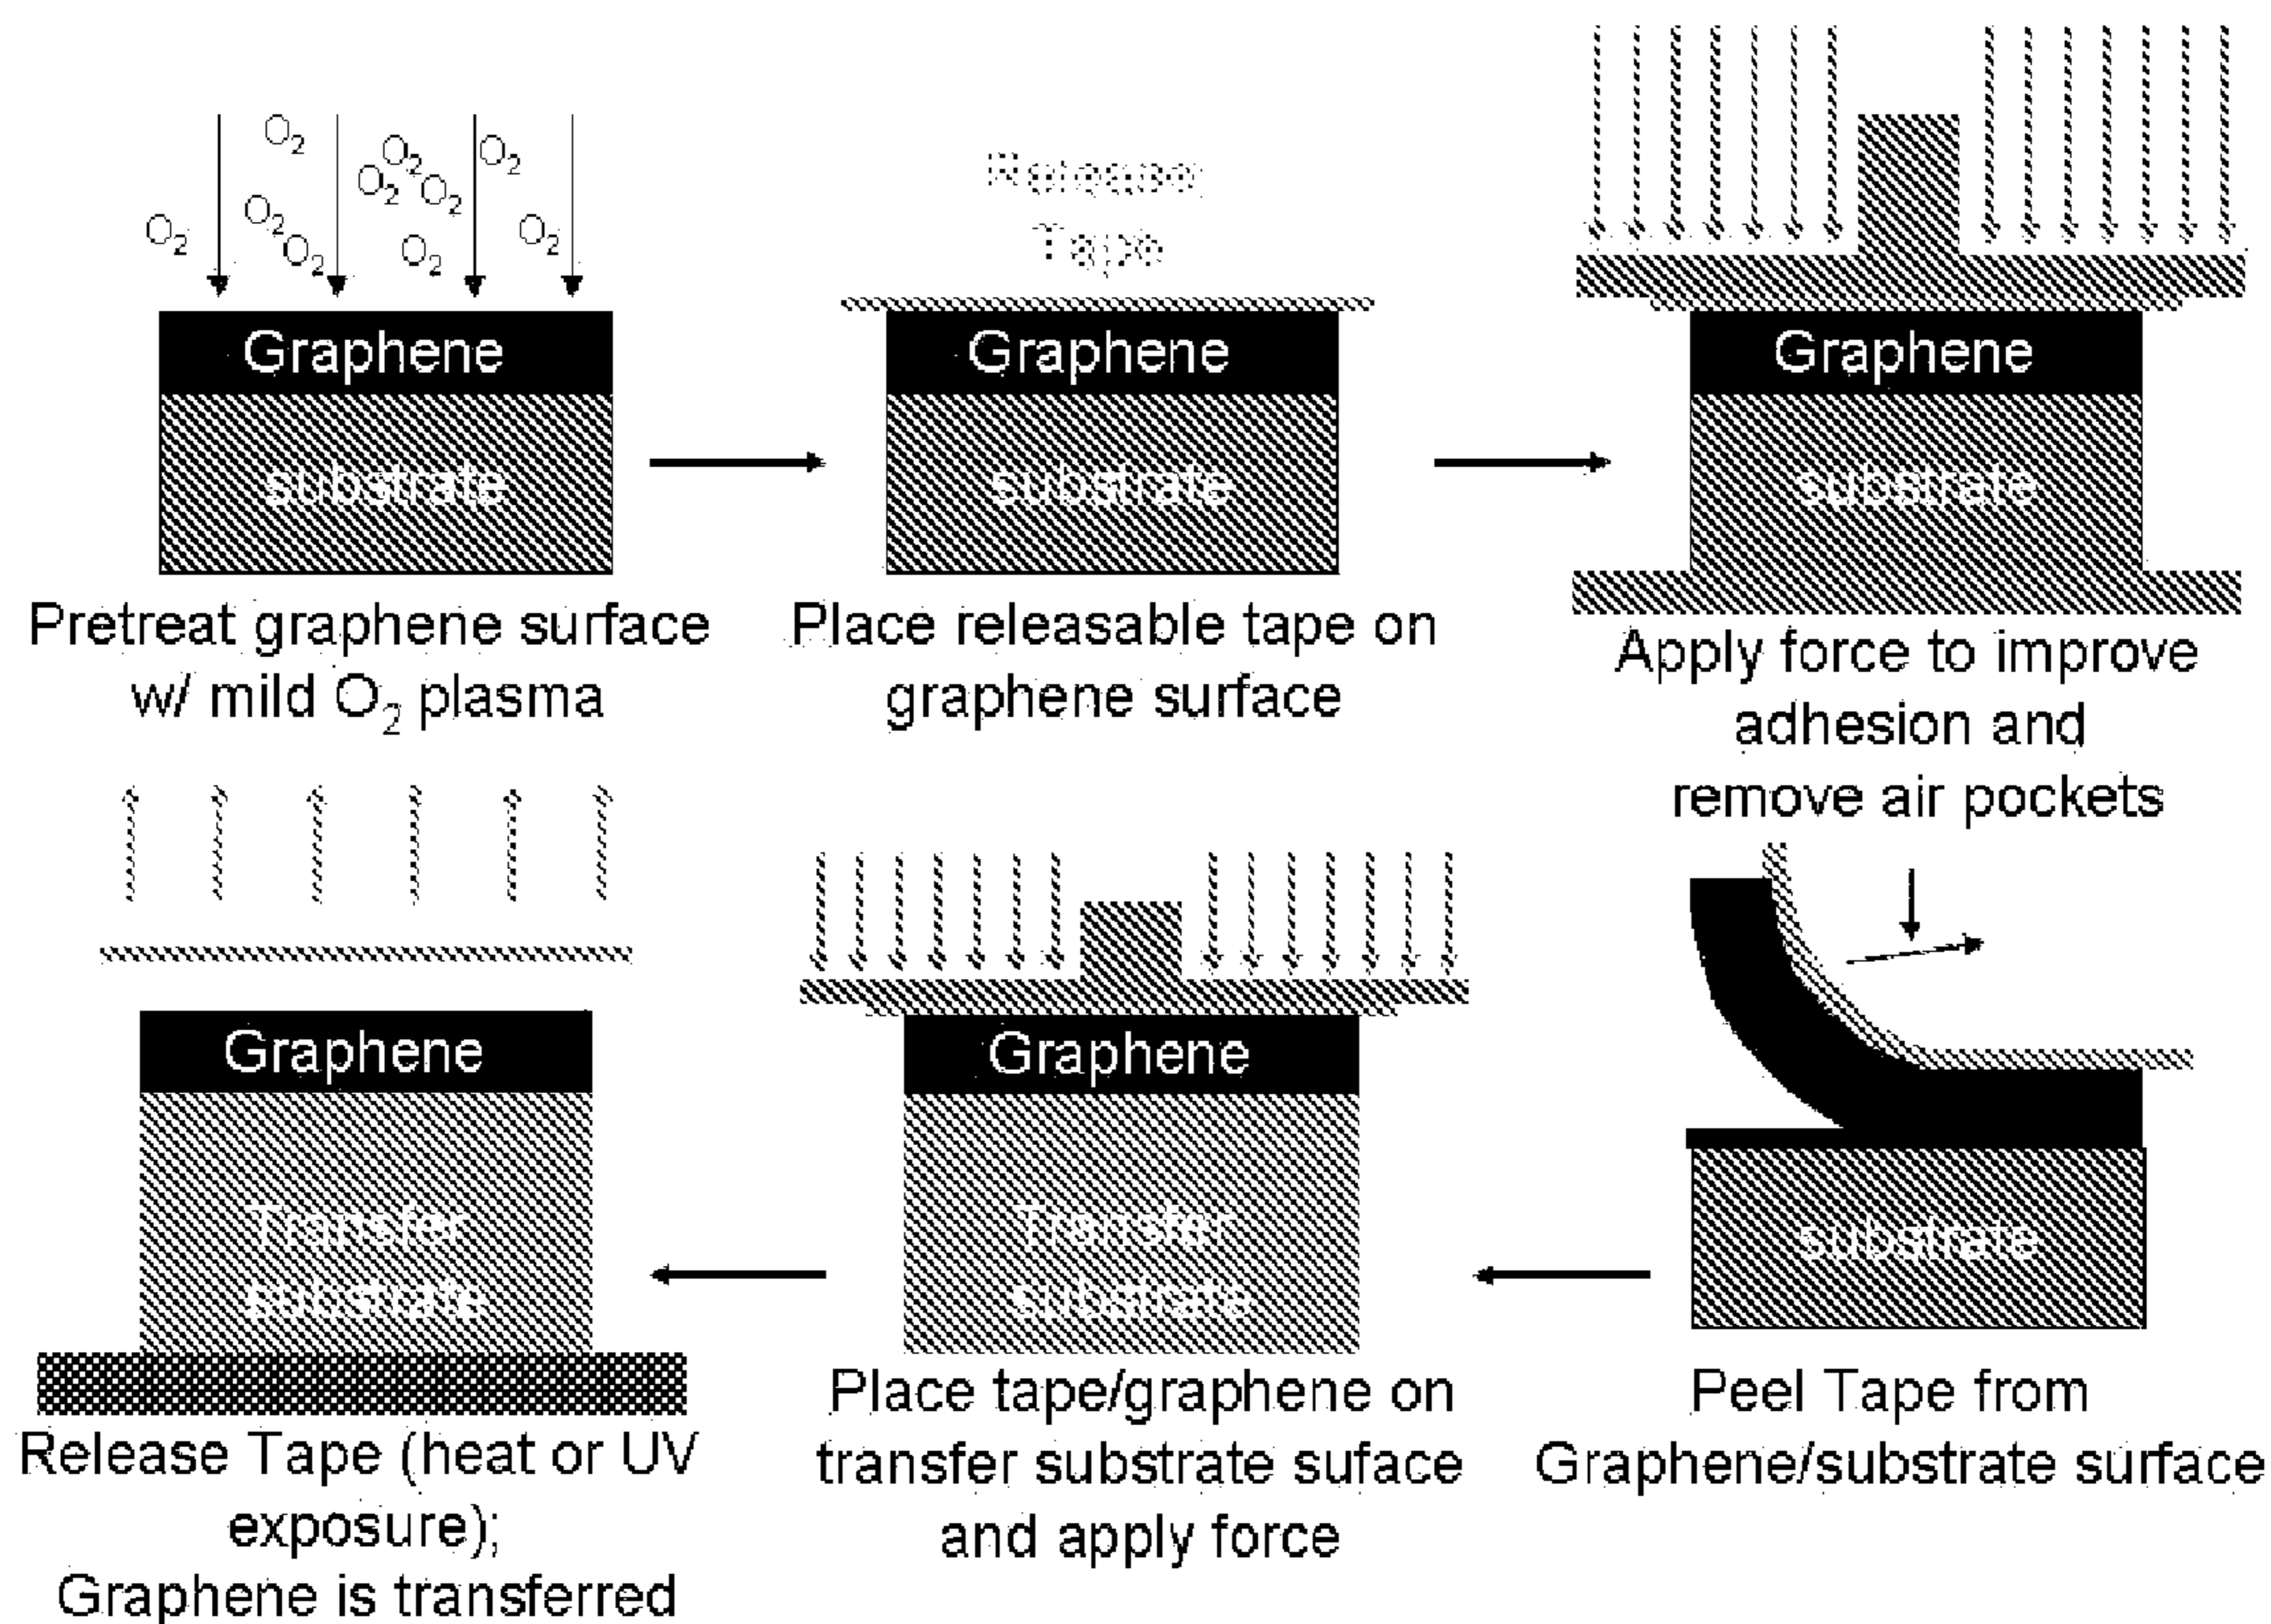 O₂ O₂ O₂ O₂ O₂ O₂ O₂ O₂ O₂ O₂
Graphene
substrate
Pretreat graphene surface
w/ mild O₂ plasma
Release
Tape
Graphene
substrate
Place releasable tape on
graphene surface
Graphene
substrate
Apply force to improve
adhesion and
remove air pockets
substrate
Peel Tape from
Graphene/substrate surface
Graphene
Transfer
substrate
Place tape/graphene on
transfer substrate suface
and apply force
Graphene
Transfer
substrate
Release Tape (heat or UV
exposure);
Graphene is transferred